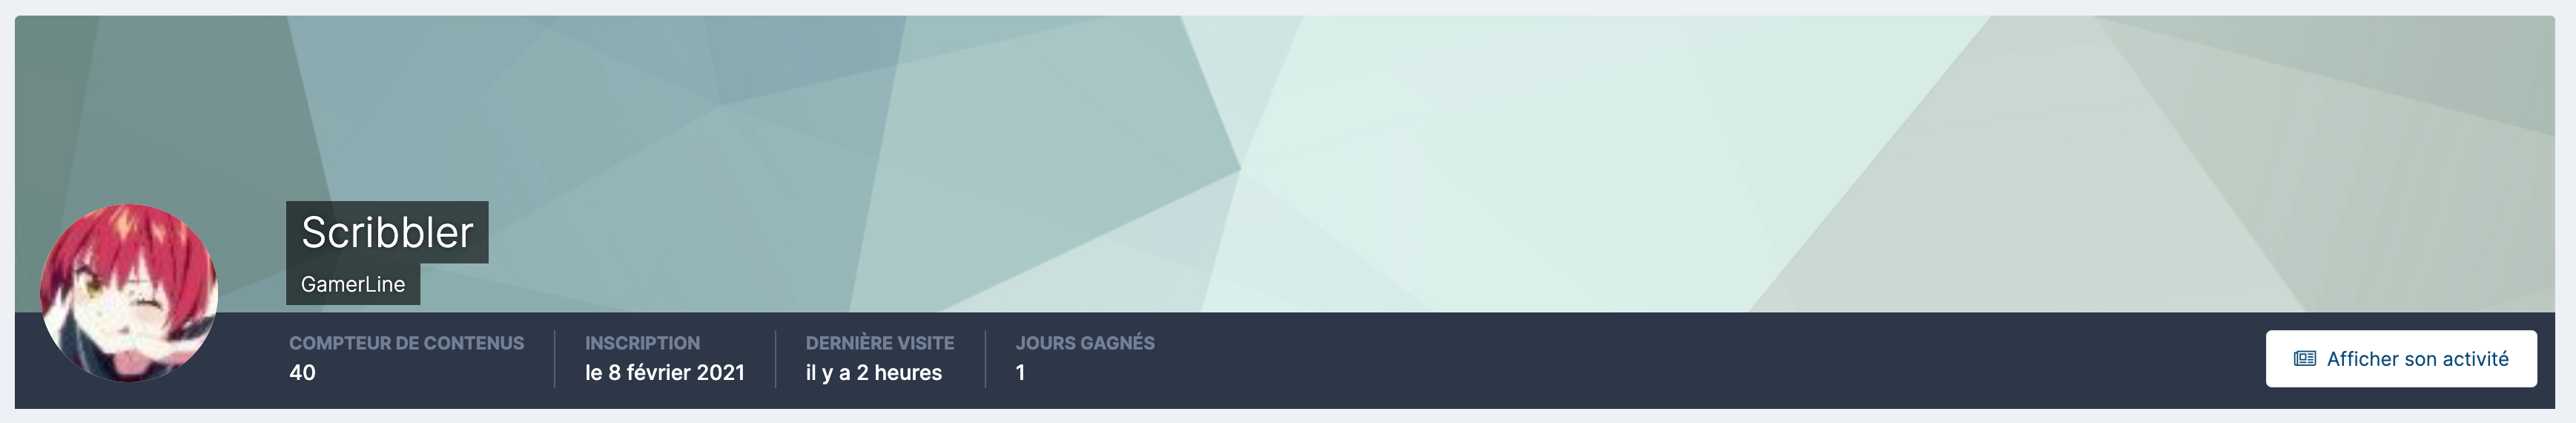 Scribbler
GamerLine
COMPTEUR DE CONTENUS
40
INSCRIPTION
le 8 février 2021
DERNIÈRE VISITE
il y a 2 heures
JOURS GAGNÉS
1
Afficher son activité